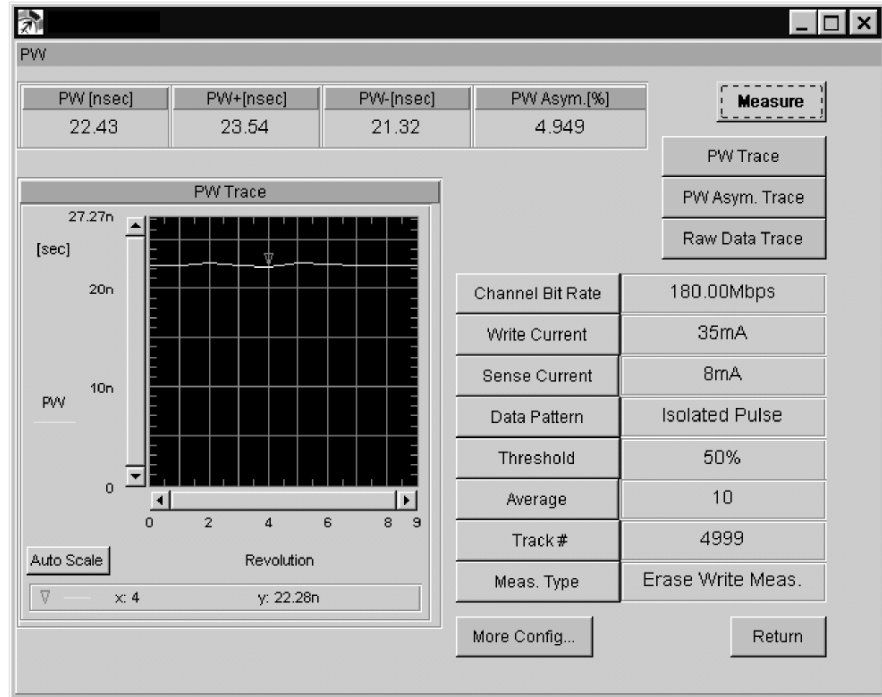 PW
PW [nsec] PW+[nsec] PW-[nsec] PW Asym.[%]
22.43 23.54 21.32 4.949
Measure
PW Trace
PW Asym. Trace
Raw Data Trace
PW Trace
27.27n
[sec]
20n
10n
PW
0
0 2 4 6 8 9
Auto Scale
Revolution
x: 4 y: 22.28n
Channel Bit Rate 180.00Mbps
Write Current 35mA
Sense Current 8mA
Data Pattern Isolated Pulse
Threshold 50%
Average 10
Track # 4999
Meas. Type Erase Write Meas.
More Config... Return